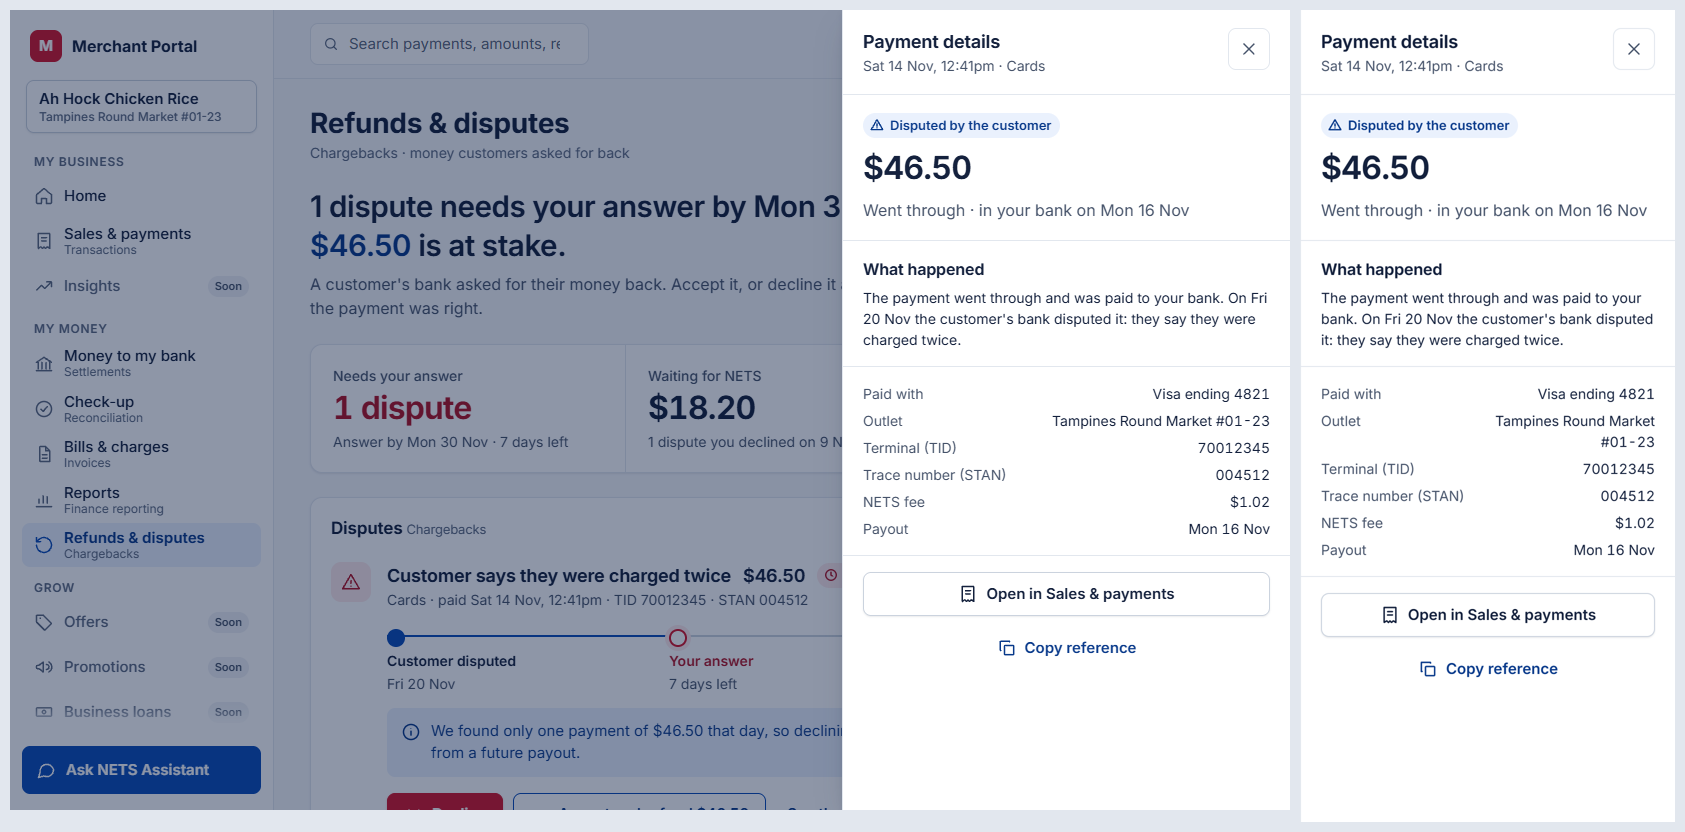 M Merchant Portal
Ah Hock Chicken Rice
Tampines Round Market #01-23
MY BUSINESS
Home
Sales & payments
Transactions
Insights Soon
MY MONEY
Money to my bank
Settlements
Check-up
Reconciliation
Bills & charges
Invoices
Reports
Finance reporting
Refunds & disputes
Chargebacks
GROW
Offers Soon
Promotions Soon
Business loans Soon
Ask NETS Assistant
Search payments, amounts, re
Refunds & disputes
Chargebacks · money customers asked for back
1 dispute needs your answer by Mon 3
$46.50 is at stake.
A customer's bank asked for their money back. Accept it, or decline it
the payment was right.
Needs your answer
1 dispute
Answer by Mon 30 Nov · 7 days left
Waiting for NETS
$18.20
1 dispute you declined on 9 N
Disputes Chargebacks
Customer says they were charged twice $46.50
Cards · paid Sat 14 Nov, 12:41pm · TID 70012345 · STAN 004512
Customer disputed
Fri 20 Nov
Your answer
7 days left
We found only one payment of $46.50 that day, so declini
from a future payout.
Payment details
Sat 14 Nov, 12:41pm · Cards
Disputed by the customer
$46.50
Went through · in your bank on Mon 16 Nov
What happened
The payment went through and was paid to your bank. On Fri
20 Nov the customer's bank disputed it: they say they were
charged twice.
Paid with Visa ending 4821
Outlet Tampines Round Market #01-23
Terminal (TID) 70012345
Trace number (STAN) 004512
NETS fee $1.02
Payout Mon 16 Nov
Open in Sales & payments
Copy reference
Payment details
Sat 14 Nov, 12:41pm · Cards
Disputed by the customer
$46.50
Went through · in your bank on Mon 16 Nov
What happened
The payment went through and was paid to your
bank. On Fri 20 Nov the customer's bank disputed
it: they say they were charged twice.
Paid with Visa ending 4821
Outlet Tampines Round Market
#01-23
Terminal (TID) 70012345
Trace number (STAN) 004512
NETS fee $1.02
Payout Mon 16 Nov
Open in Sales & payments
Copy reference